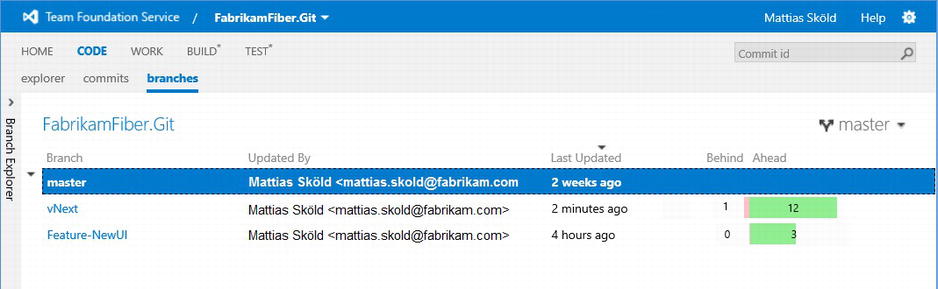 Team Foundation Service / FabrikamFiber.Git Mattias Sköld Help
HOME CODE WORK BUILD* TEST* Commit id
explorer commits branches
Branch Explorer
FabrikamFiber.Git master
Branch Updated By Last Updated Behind Ahead
master Mattias Sköld <mattias.skold@fabrikam.com 2 weeks ago
vNext Mattias Sköld <mattias.skold@fabrikam.com> 2 minutes ago 1 12
Feature-NewUI Mattias Sköld <mattias.skold@fabrikam.com> 4 hours ago 0 3